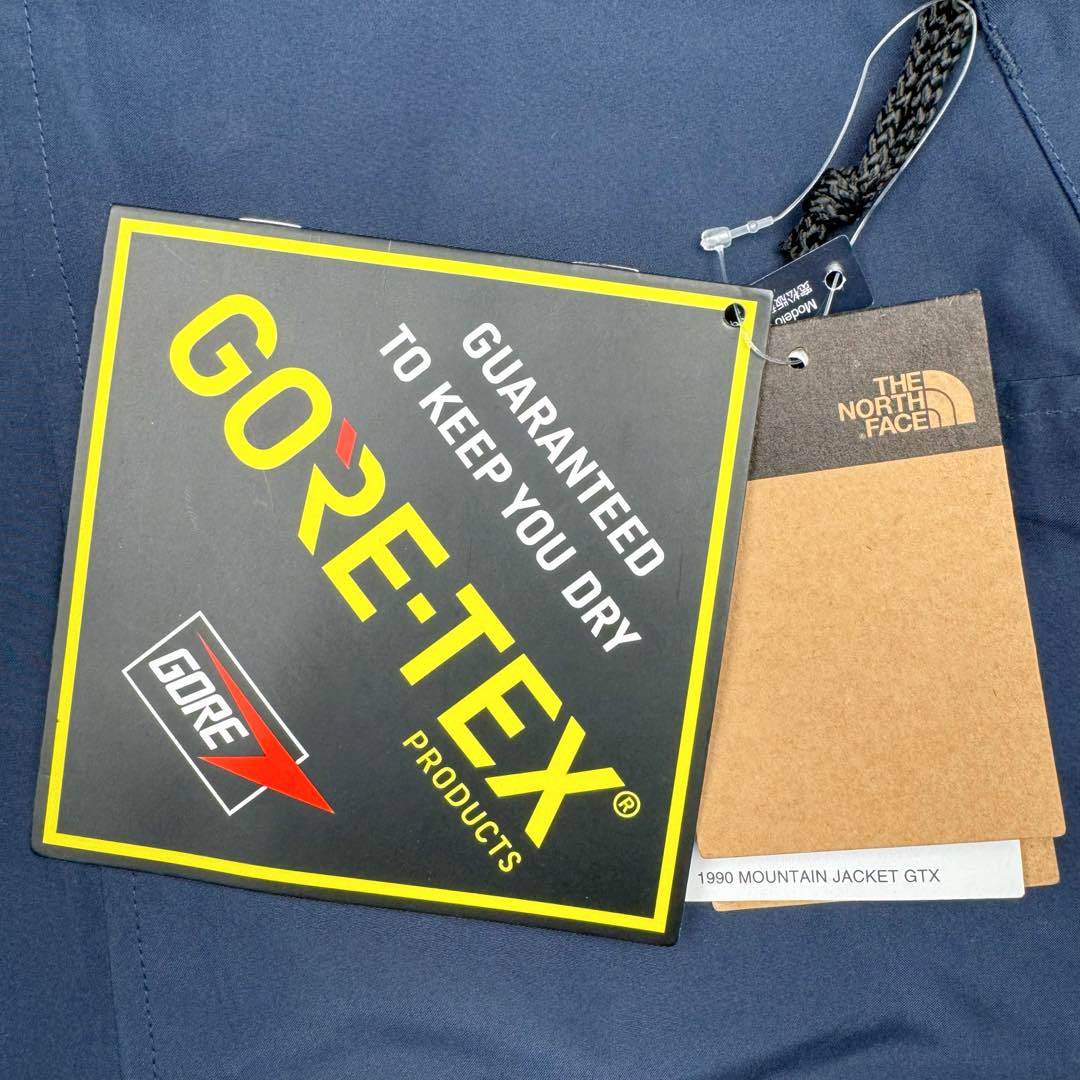 GUARANTEED
TO KEEP YOU DRY
GORE-TEX®
PRODUCTS
GORE
THE
NORTH
FACE®
1990 MOUNTAIN JACKET GTX